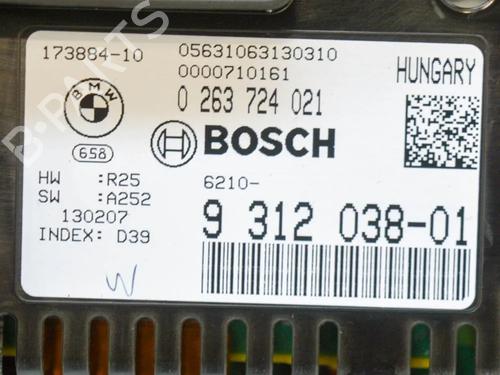 173884-10
05631063130310
0000710161
HUNGARY
0 263 724 021
BMW
BOSCH
658
HW :R25
SW :A252
130207
INDEX: D39
6210-
9 312 038-01
W
B-PARTS